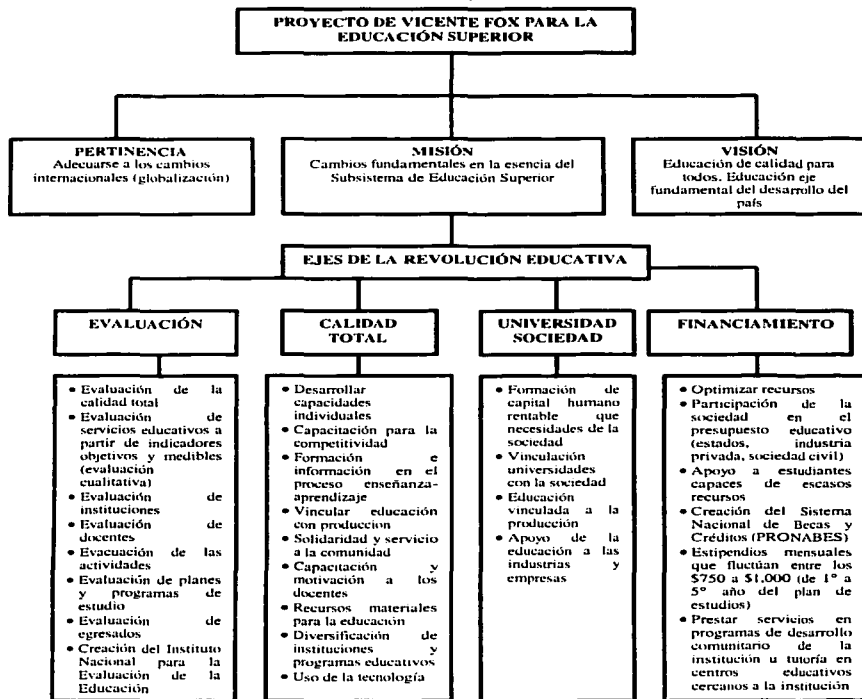 PROYECTO DE VICENTE FOX PARA LA
EDUCACIÓN SUPERIOR
PERTINENCIA
Adecuarse a los cambios
internacionales (globalización)
MISIÓN
Cambios fundamentales en la esencia del
Subsistema de Educación Superior
VISIÓN
Educación de calidad para
todos. Educación eje
fundamental del desarrollo del
país
EJES DE LA REVOLUCIÓN EDUCATIVA
EVALUACIÓN
• Evaluación de la
calidad total
• Evaluación de
servicios educativos a
partir de indicadores
objetivos y medibles
(evaluación
cualitativa)
• Evaluación de
instituciones
• Evaluación de
docentes
• Evacuación de las
actividades
• Evaluación de planes
y programas de
estudio
• Evaluación de
egresados
• Creación del Instituto
Nacional para la
Evaluación de la
Educación
CALIDAD
TOTAL
• Desarrollar
capacidades
individuales
• Capacitación para la
competitividad
• Formación e
información en el
proceso enseñanza-
aprendizaje
• Vincular educación
con produccion
• Solidaridad y servicio
a la comunidad
• Capacitación y
motivación a los
docentes
• Recursos materiales
para la educación
• Diversificación de
instituciones y
programas educativos
• Uso de la tecnología
UNIVERSIDAD
SOCIEDAD
• Formación de
capital humano
rentable que
necesidades de la
sociedad
• Vinculación
universidades
con la sociedad
• Educación
vinculada a la
producción
• Apoyo de la
educación a las
industrias y
empresas
FINANCIAMIENTO
• Optimizar recursos
• Participación de la
sociedad en el
presupuesto educativo
(estados, industria
privada, sociedad civil)
• Apoyo a estudiantes
capaces de escasos
recursos
• Creación del Sistema
Nacional de Becas y
Créditos (PRONABES)
• Estipendios mensuales
que fluctúan entre los
$750 a $1,000 (de 1° a
5° año del plan de
estudios)
• Prestar servicios en
programas de desarrollo
comunitario de la
institución u tutoría en
centros educativos
cercanos a la institución